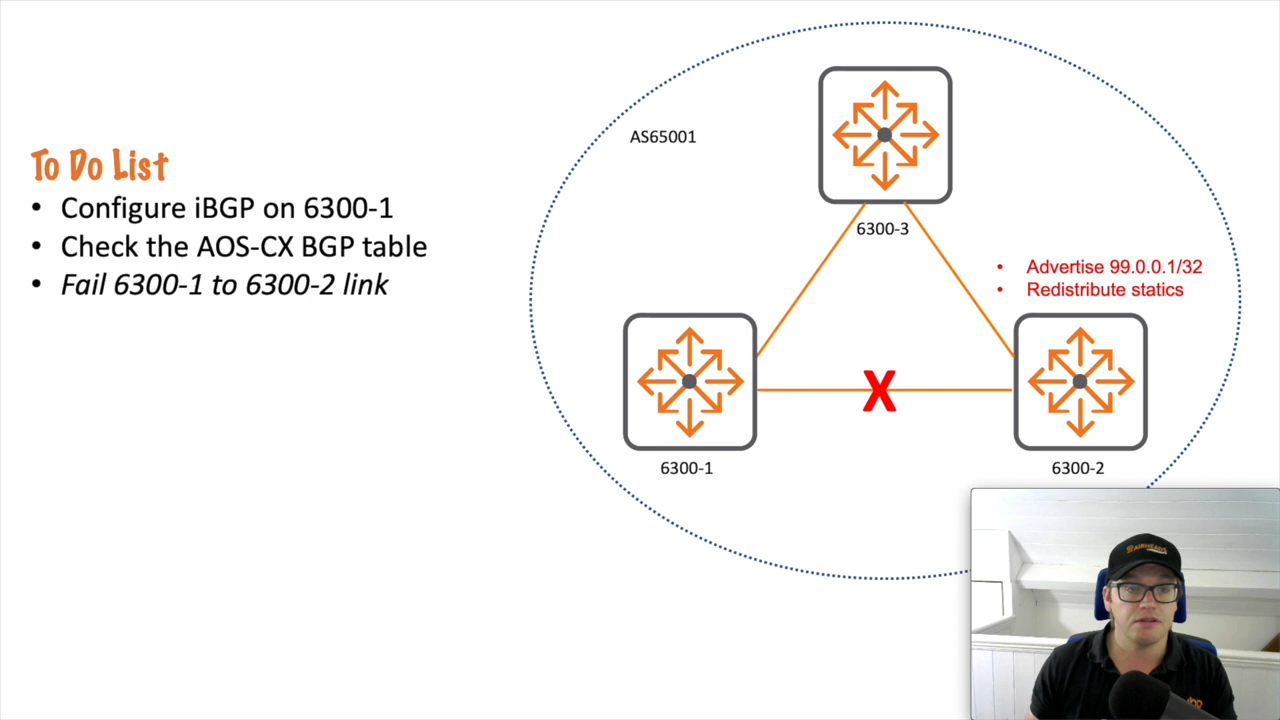 To Do List
• Configure iBGP on 6300-1
• Check the AOS-CX BGP table
• Fail 6300-1 to 6300-2 link
AS65001
6300-3
• Advertise 99.0.0.1/32
• Redistribute statics
X
6300-1
6300-2